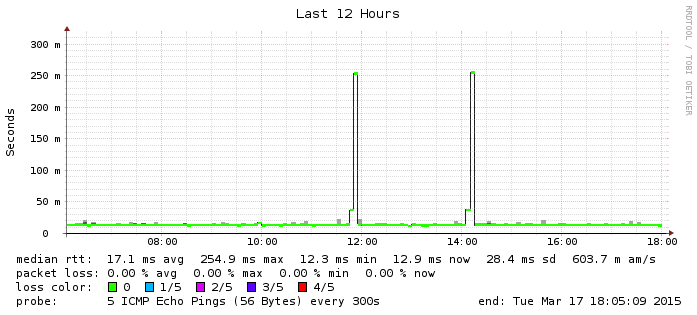 Last 12 Hours
RRDTOOL / TOBI OETIKER
Seconds
300 m
250 m
200 m
150 m
100 m
50 m
0
08:00 10:00 12:00 14:00 16:00 18:00
median rtt: 17.1 ms avg 254.9 ms max 12.3 ms min 12.9 ms now 28.4 ms sd 603.7 m am/s
packet loss: 0.00 % avg 0.00 % max 0.00 % min 0.00 % now
loss color: 0 1/5 2/5 3/5 4/5
probe: 5 ICMP Echo Pings (56 Bytes) every 300s end: Tue Mar 17 18:05:09 2015